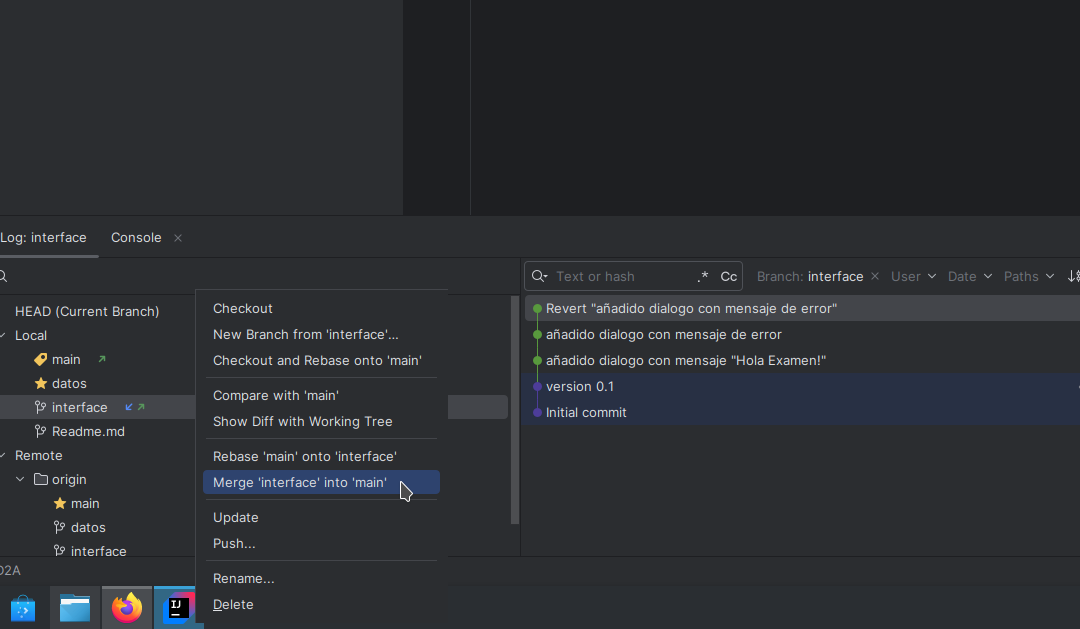 Log: interface
Console
Text or hash
.*
Cc
Branch: interface
User
Date
Paths
HEAD (Current Branch)
Local
main
datos
interface
Readme.md
Remote
origin
main
datos
interface
Checkout
New Branch from 'interface'...
Checkout and Rebase onto 'main'
Compare with 'main'
Show Diff with Working Tree
Rebase 'main' onto 'interface'
Merge 'interface' into 'main'
Update
Push...
Rename...
Delete
Revert "añadido dialogo con mensaje de error"
añadido dialogo con mensaje de error
añadido dialogo con mensaje "Hola Examen!"
version 0.1
Initial commit
IJ